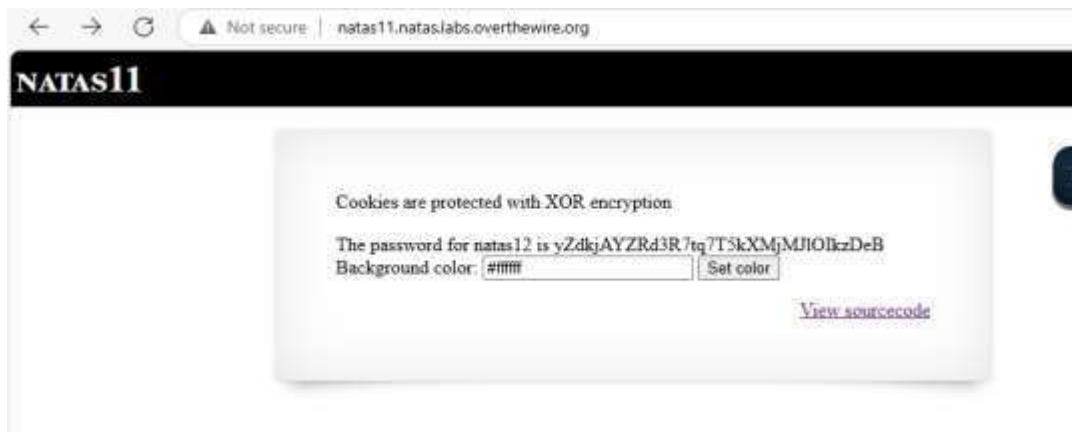 Not secure | natas11.natas.labs.overthewire.org
NATAS11
Cookies are protected with XOR encryption
The password for natas12 is yZdkjAYZRd3R7tq7T5kXMjMJlOIkzDeB
Background color: #ffffff Set color
View sourcecode